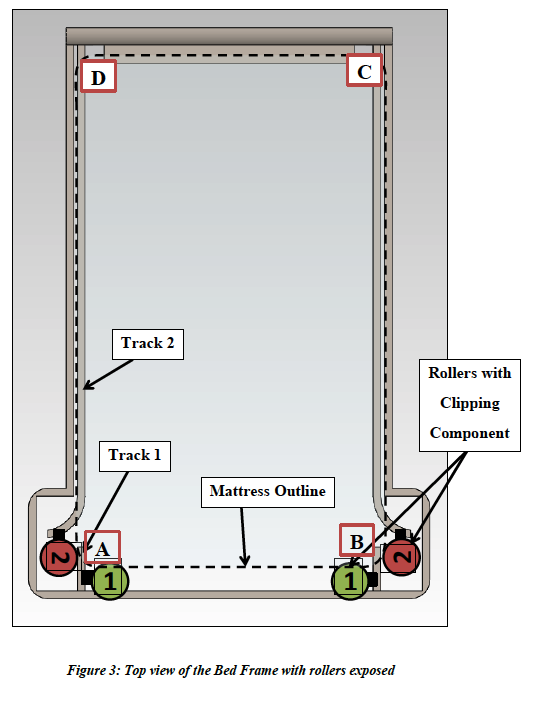 D
C
Track 2
Rollers with
Clipping
Component
Track 1
Mattress Outline
A
B
2
2
1
1
Figure 3: Top view of the Bed Frame with rollers exposed